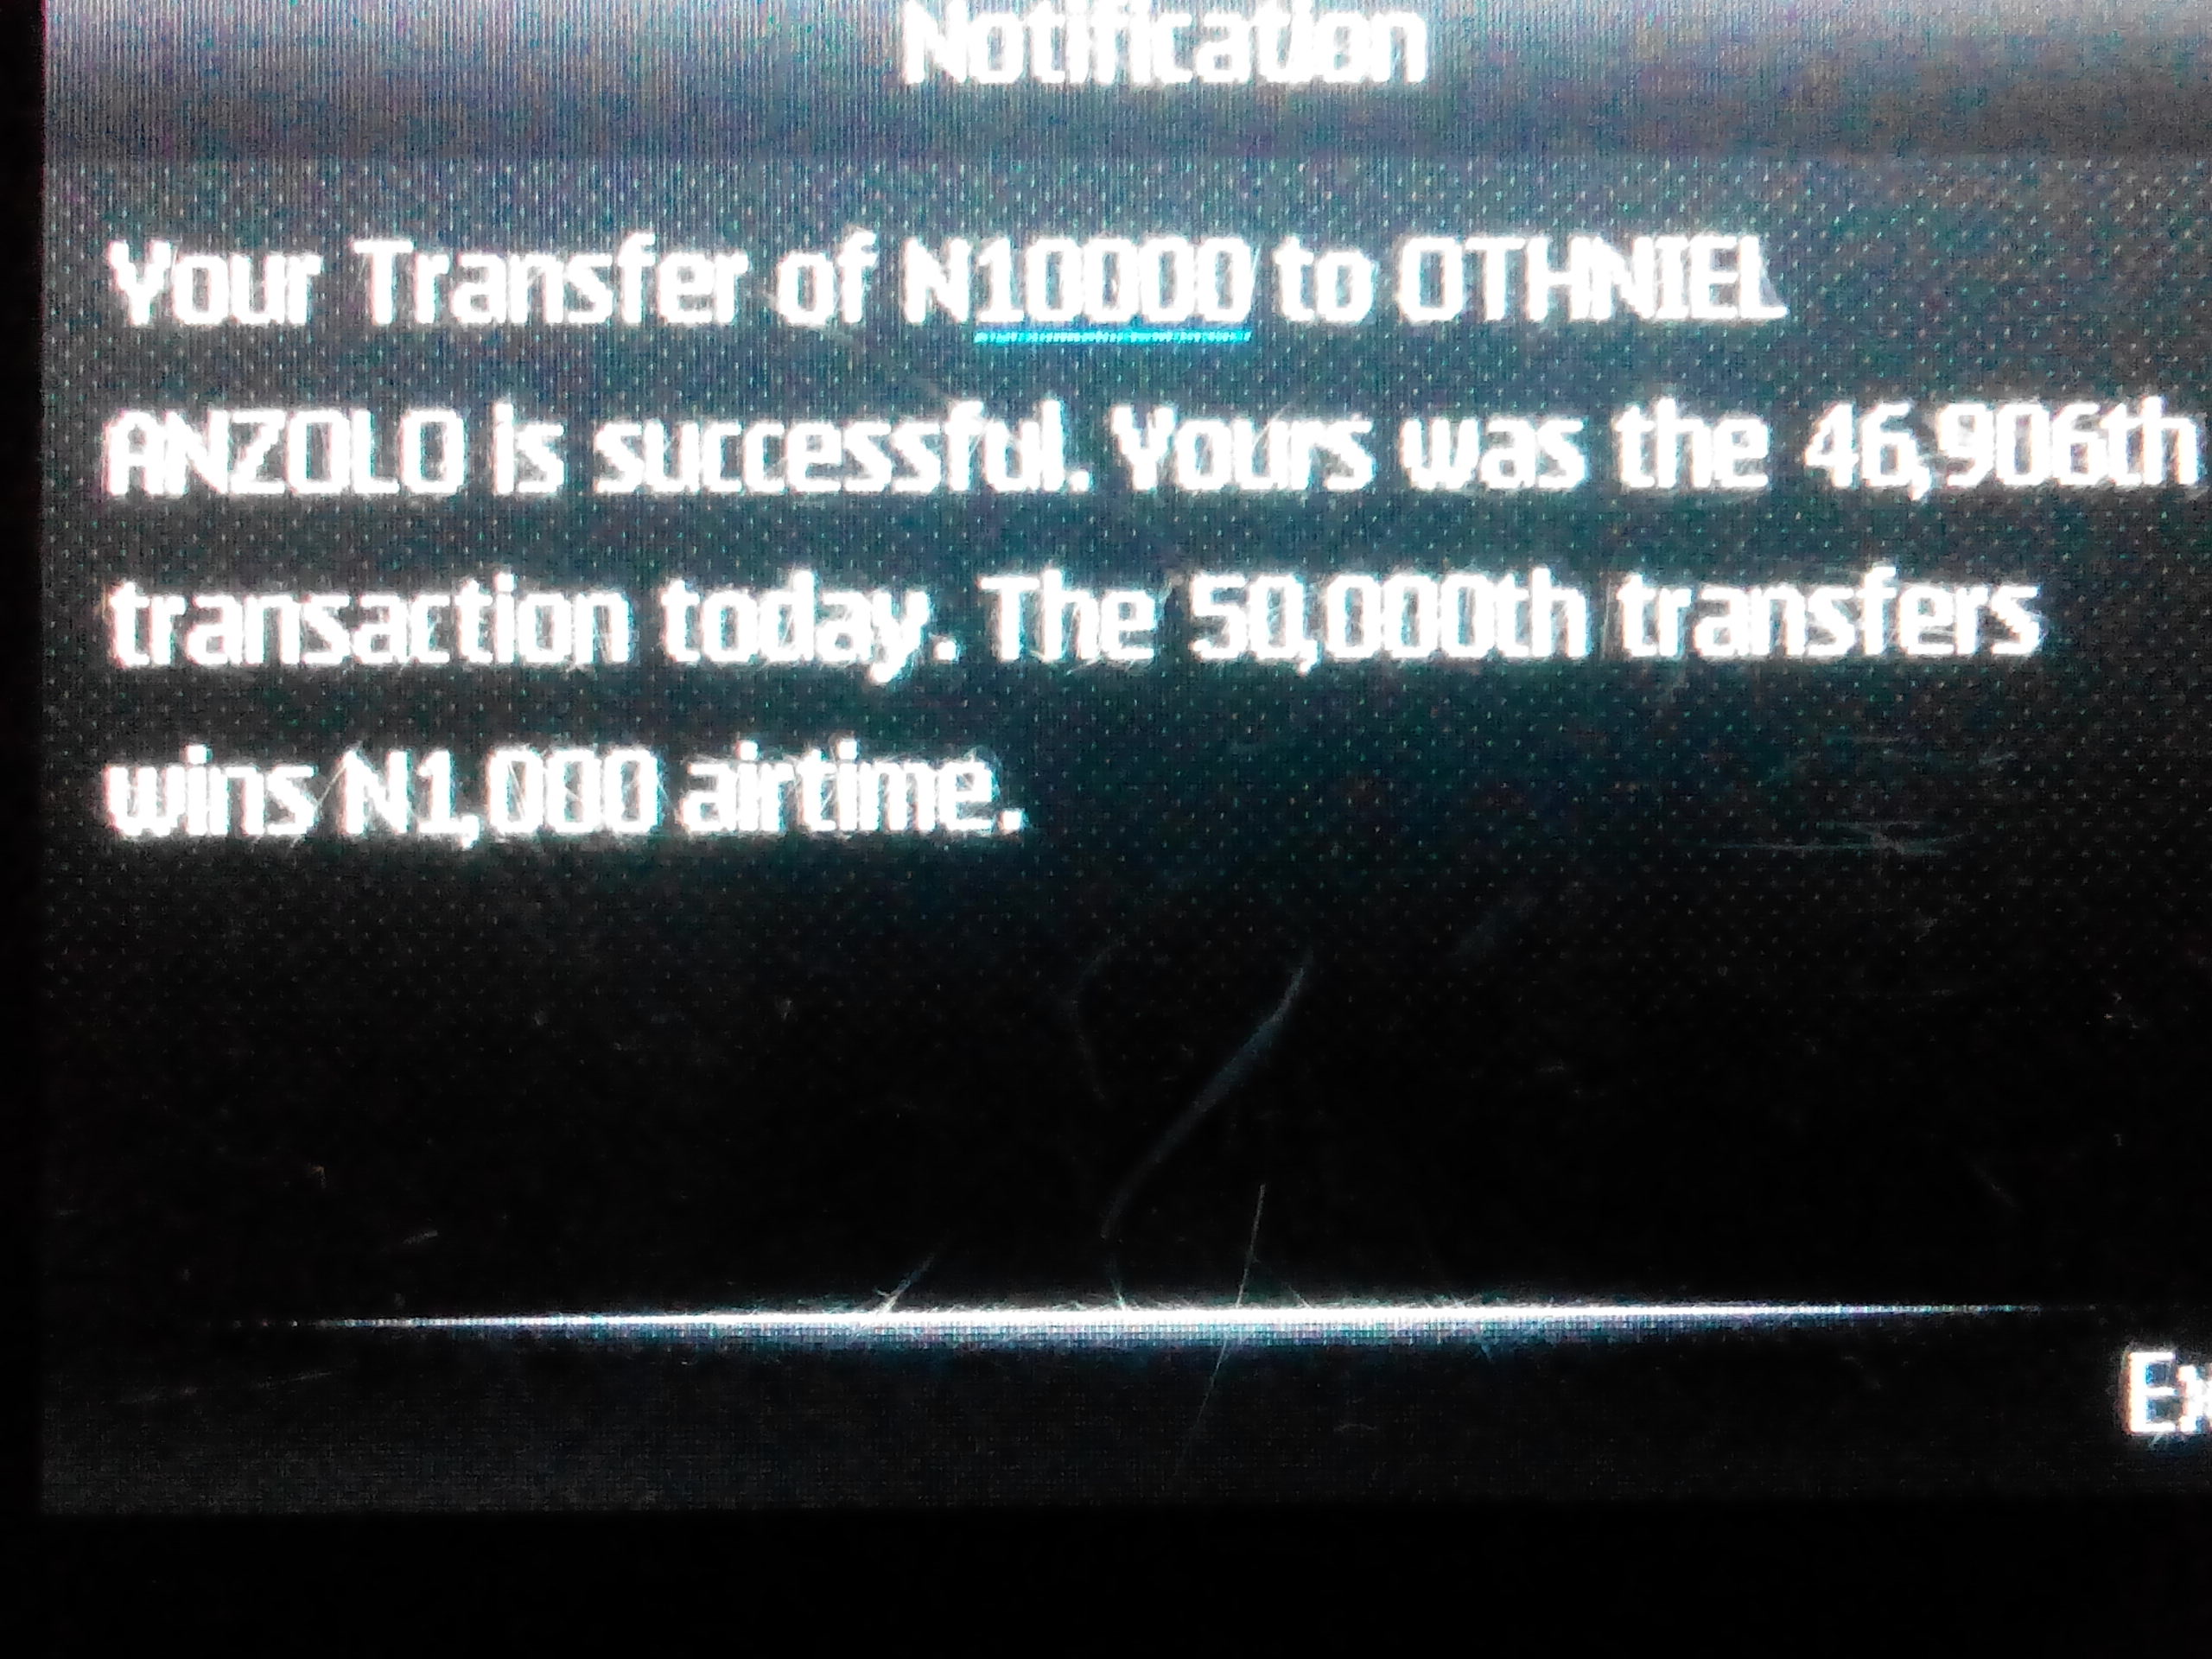 Notification
Your Transfer of N10000 to OTHNIEL
ANZOLO is successful. Yours was the 46,906th
transaction today. The 50,000th transfers
wins N1,000 airtime.